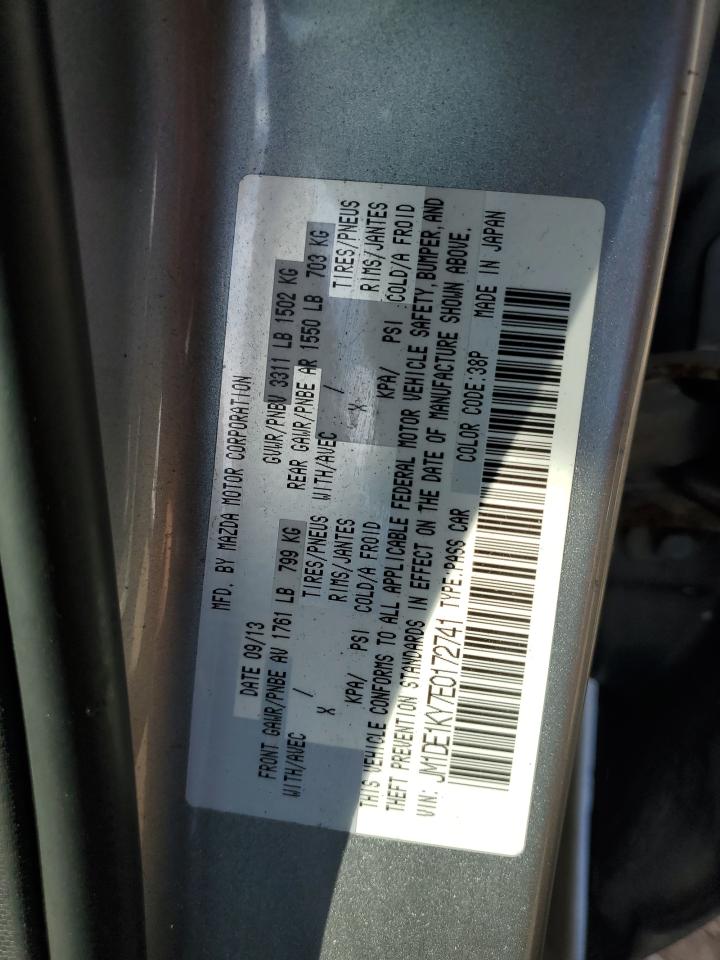 MFD. BY MAZDA MOTOR CORPORATION
DATE 09/13 GVWR/PNBV 3311 LB 1502 KG
FRONT GAWR/PNBE AV 1761 LB 799 KG REAR GAWR/PNBE AR 1550 LB 703 KG
WITH/AVEC / TIRES/PNEUS WITH/AVEC / TIRES/PNEUS
X RIMS/JANTES X RIMS/JANTES
KPA/ PSI COLD/A FROID KPA/ PSI COLD/A FROID
THIS VEHICLE CONFORMS TO ALL APPLICABLE FEDERAL MOTOR VEHICLE SAFETY, BUMPER, AND
THEFT PREVENTION STANDARDS IN EFFECT ON THE DATE OF MANUFACTURE SHOWN ABOVE.
VIN: JM1DE1KY7E0172741 TYPE:PASS CAR COLOR CODE:38P MADE IN JAPAN